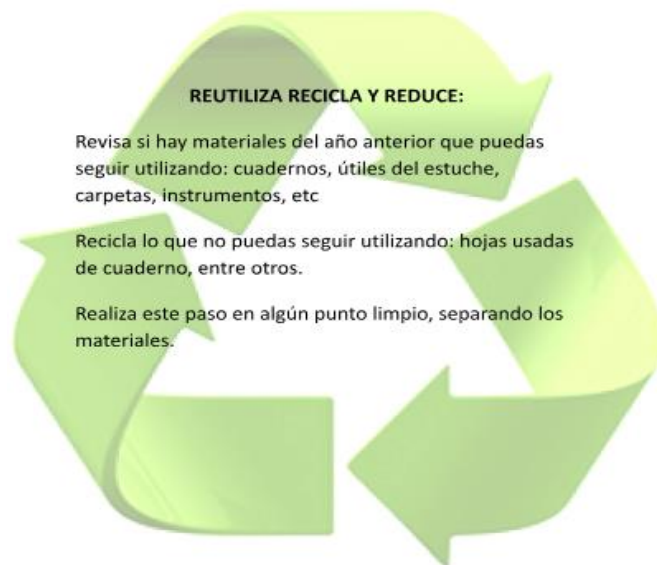 REUTILIZA RECICLA Y REDUCE:
Revisa si hay materiales del año anterior que puedas
seguir utilizando: cuadernos, útiles del estuche,
carpetas, instrumentos, etc
Recicla lo que no puedas seguir utilizando: hojas usadas
de cuaderno, entre otros.
Realiza este paso en algún punto limpio, separando los
materiales.